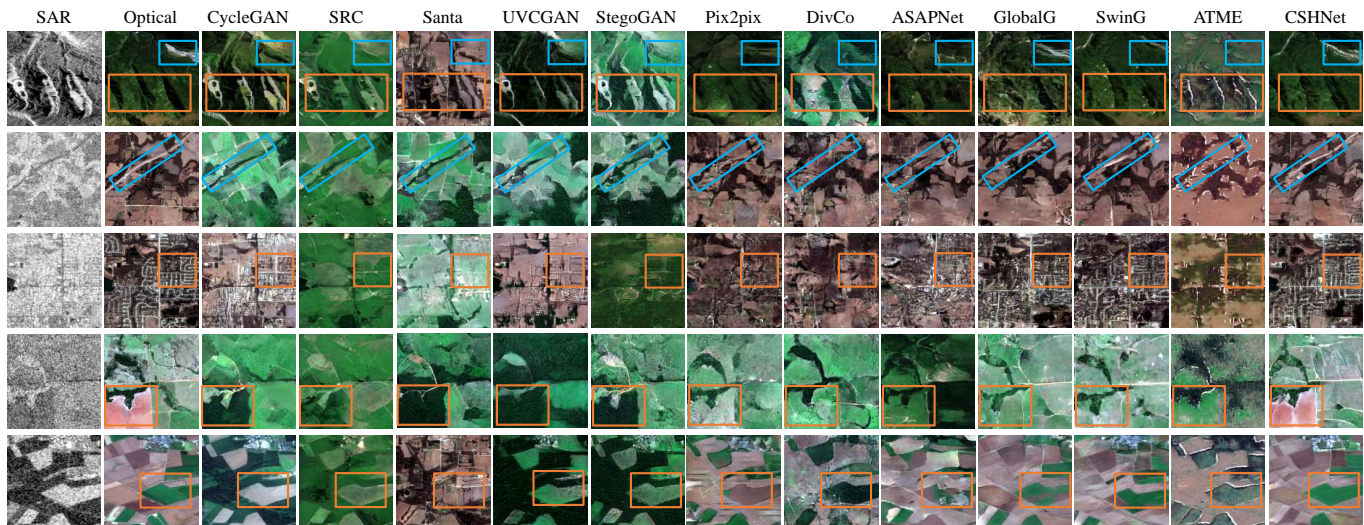 SAR Optical CycleGAN SRC Santa UVCGAN StegoGAN Pix2pix DivCo ASAPNet GlobalG SwinG ATME CSHNet